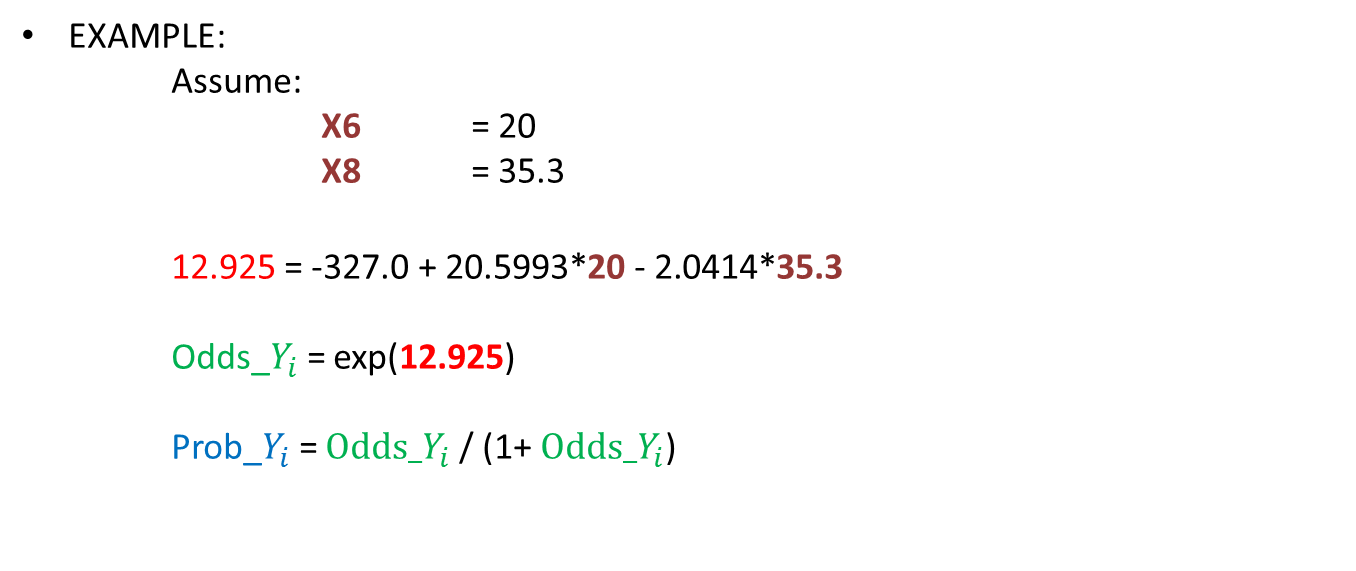 • EXAMPLE:
Assume:
X6 = 20
X8 = 35.3
12.925 = -327.0 + 20.5993*20 - 2.0414*35.3
Odds_Yᵢ = exp(12.925)
Prob_Yᵢ = Odds_Yᵢ / (1+ Odds_Yᵢ)